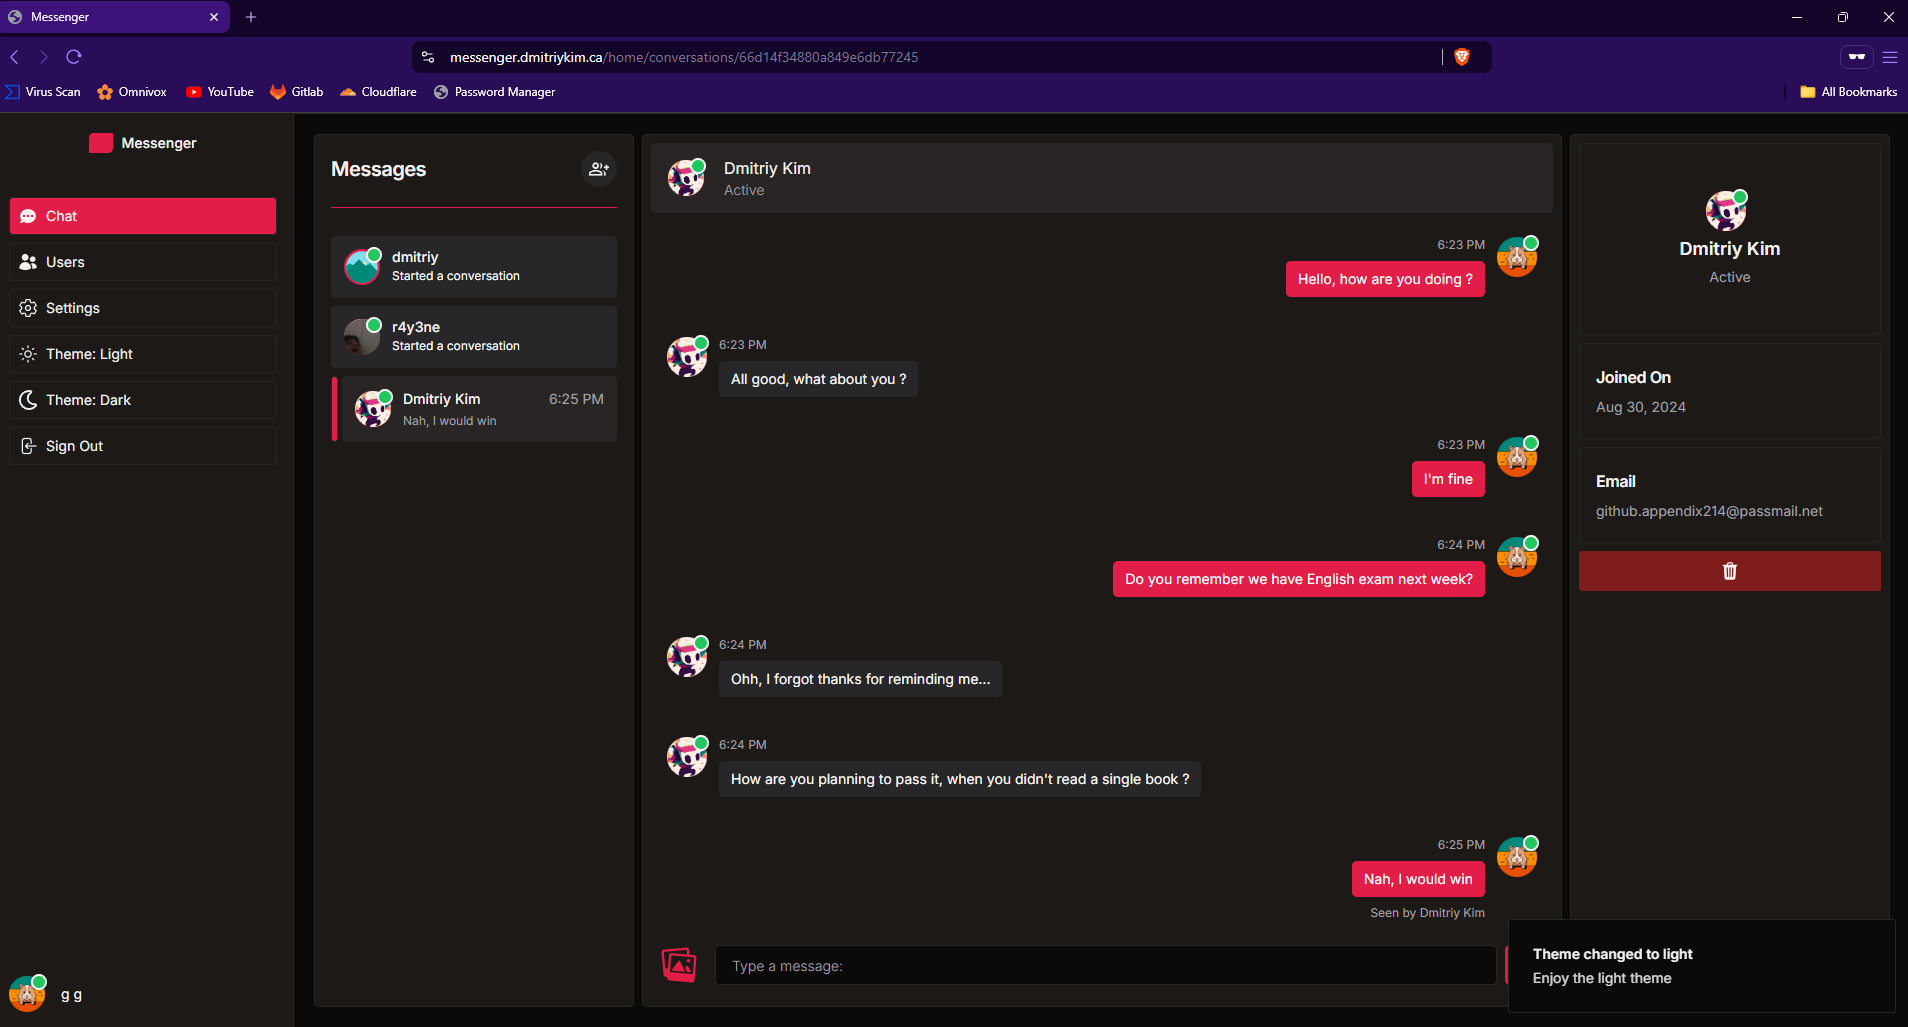 Messenger
messenger.dmitriykim.ca/home/conversations/66d14f34880a849e6db77245
Virus Scan
Omnivox
YouTube
Gitlab
Cloudflare
Password Manager
All Bookmarks
Messenger
Chat
Users
Settings
Theme: Light
Theme: Dark
Sign Out
g g
Messages
dmitriy
Started a conversation
r4y3ne
Started a conversation
Dmitriy Kim
6:25 PM
Nah, I would win
Dmitriy Kim
Active
6:23 PM
Hello, how are you doing ?
6:23 PM
All good, what about you ?
6:23 PM
I'm fine
6:24 PM
Do you remember we have English exam next week?
6:24 PM
Ohh, I forgot thanks for reminding me...
6:24 PM
How are you planning to pass it, when you didn't read a single book ?
6:25 PM
Nah, I would win
Seen by Dmitriy Kim
Type a message:
Dmitriy Kim
Active
Joined On
Aug 30, 2024
Email
github.appendix214@passmail.net
Theme changed to light
Enjoy the light theme